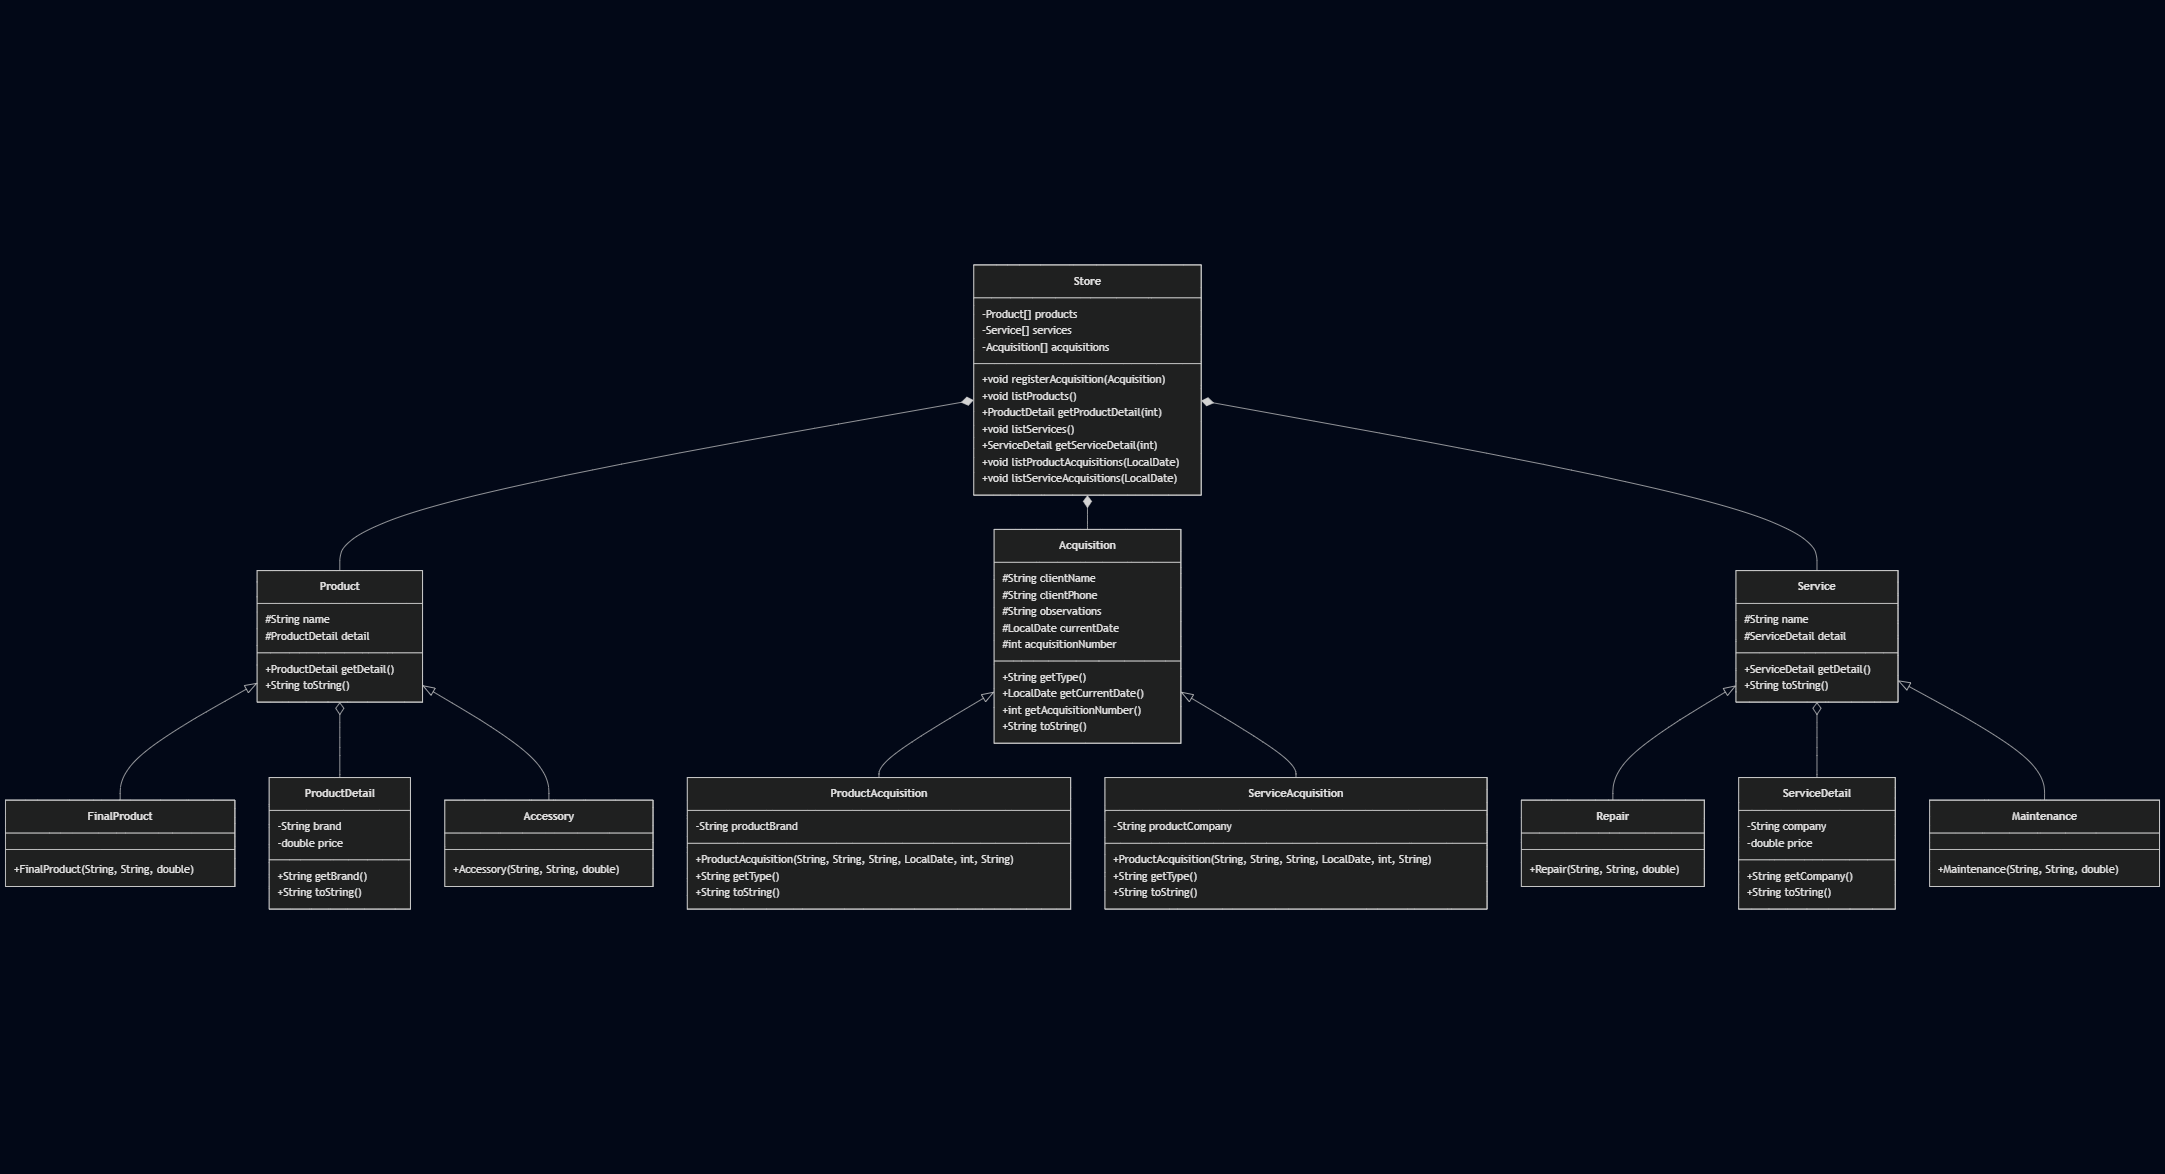 Store
-Product[] products
-Service[] services
-Acquisition[] acquisitions
+void registerAcquisition(Acquisition)
+void listProducts()
+ProductDetail getProductDetail(int)
+void listServices()
+ServiceDetail getServiceDetail(int)
+void listProductAcquisitions(LocalDate)
+void listServiceAcquisitions(LocalDate)
Product
#String name
#ProductDetail detail
+ProductDetail getDetail()
+String toString()
Acquisition
#String clientName
#String clientPhone
#String observations
#LocalDate currentDate
#int acquisitionNumber
+String getType()
+LocalDate getCurrentDate()
+int getAcquisitionNumber()
+String toString()
Service
#String name
#ServiceDetail detail
+ServiceDetail getDetail()
+String toString()
FinalProduct
+FinalProduct(String, String, double)
ProductDetail
-String brand
-double price
+String getBrand()
+String toString()
Accessory
+Accessory(String, String, double)
ProductAcquisition
-String productBrand
+ProductAcquisition(String, String, String, LocalDate, int, String)
+String getType()
+String toString()
ServiceAcquisition
-String productCompany
+ProductAcquisition(String, String, String, LocalDate, int, String)
+String getType()
+String toString()
Repair
+Repair(String, String, double)
ServiceDetail
-String company
-double price
+String getCompany()
+String toString()
Maintenance
+Maintenance(String, String, double)